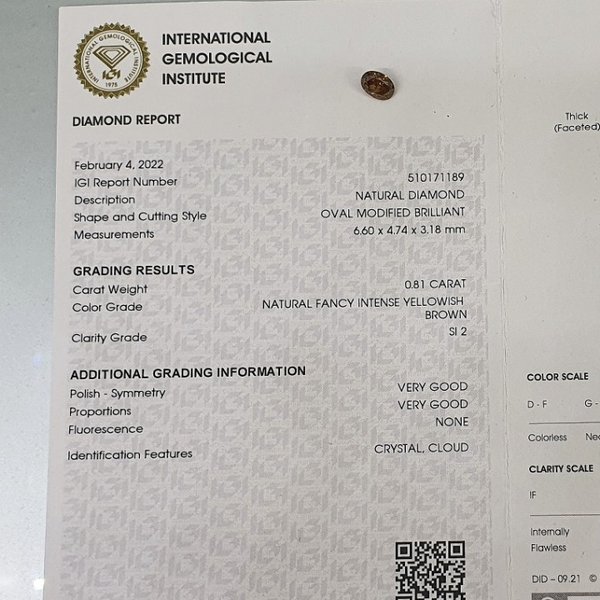 INTERNATIONAL GEMOLOGICAL INSTITUTE
IGI
1975
INTERNATIONAL
GEMOLOGICAL
INSTITUTE
DIAMOND REPORT
February 4, 2022
IGI Report Number 510171189
Description NATURAL DIAMOND
Shape and Cutting Style OVAL MODIFIED BRILLIANT
Measurements 6.60 x 4.74 x 3.18 mm
GRADING RESULTS
Carat Weight 0.81 CARAT
Color Grade NATURAL FANCY INTENSE YELLOWISH
BROWN
Clarity Grade SI 2
ADDITIONAL GRADING INFORMATION
Polish - Symmetry VERY GOOD
Proportions VERY GOOD
Fluorescence NONE
Identification Features CRYSTAL, CLOUD
Thick
(Faceted)
COLOR SCALE
D - F G -
Colorless
CLARITY SCALE
IF
Internally
Flawless
DID – 09.21 ©